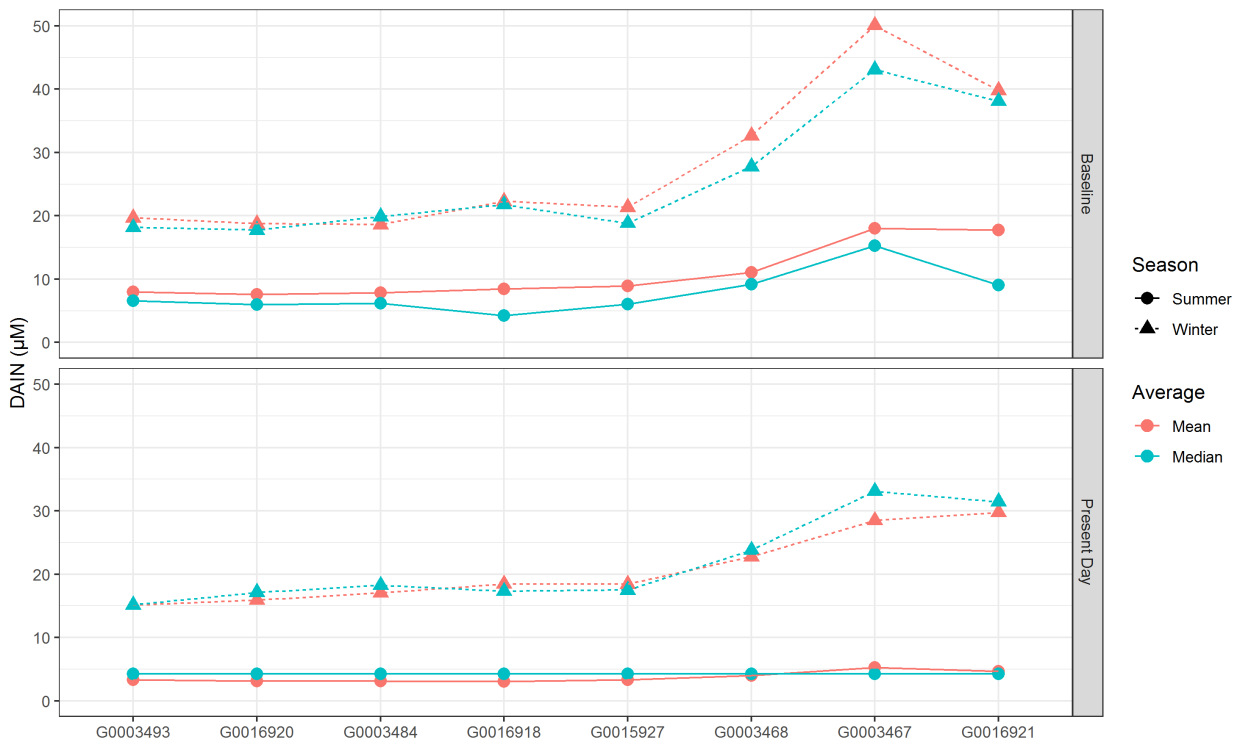 DAIN (µM)
50
40
30
20
10
0
Baseline
50
40
30
20
10
0
Present Day
G0003493 G0016920 G0003484 G0016918 G0015927 G0003468 G0003467 G0016921
Season
Summer
Winter
Average
Mean
Median